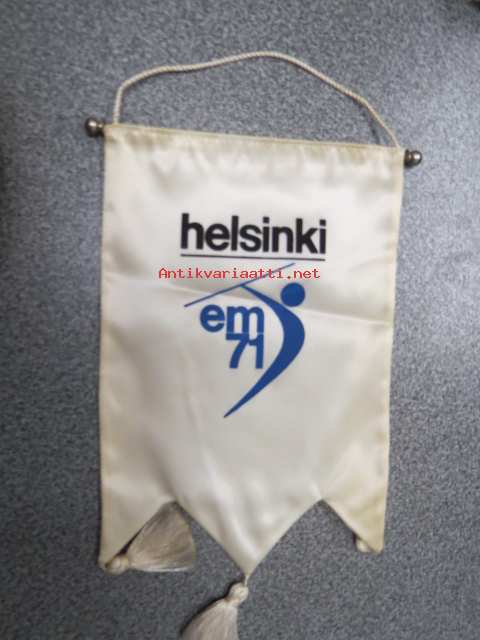 helsinki
Antikvariaatti.net
em
71